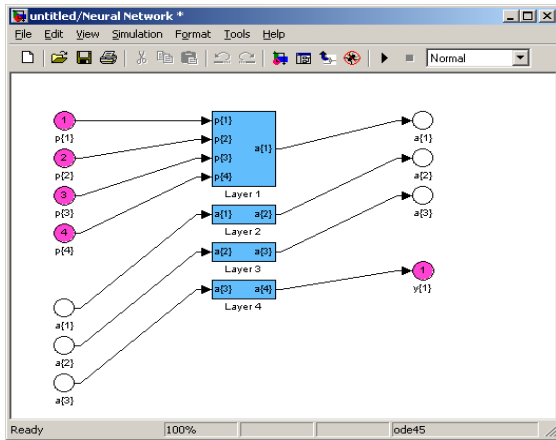 untitled/Neural Network *
File Edit View Simulation Format Tools Help
Normal
1
p{1}
2
p{2}
3
p{3}
4
p{4}
a{1}
a{2}
a{3}
p{1}
p{2}
p{3}
p{4}
a{1}
Layer 1
a{1} a{2}
Layer 2
a{2} a{3}
Layer 3
a{3} a{4}
Layer 4
a{1}
a{2}
a{3}
1
y{1}
Ready 100% ode45